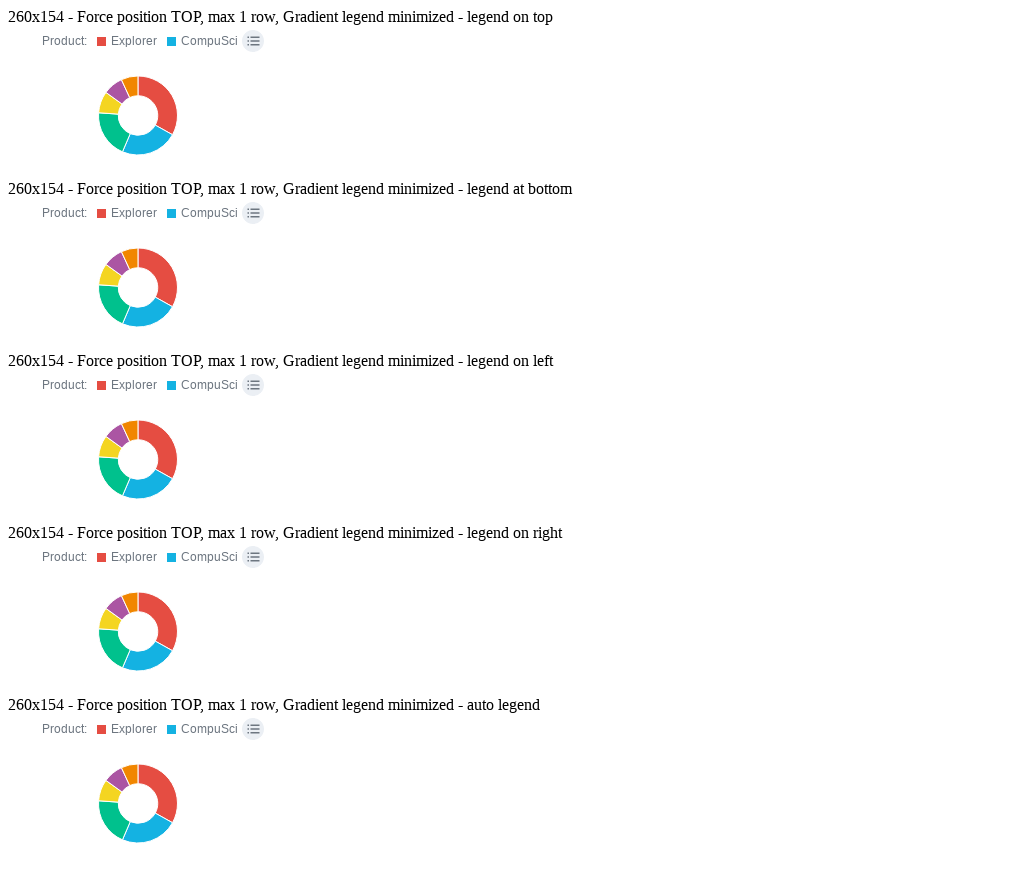 260x154 - Force position TOP, max 1 row, Gradient legend minimized - legend on top
Product: Explorer CompuSci
260x154 - Force position TOP, max 1 row, Gradient legend minimized - legend at bottom
Product: Explorer CompuSci
260x154 - Force position TOP, max 1 row, Gradient legend minimized - legend on left
Product: Explorer CompuSci
260x154 - Force position TOP, max 1 row, Gradient legend minimized - legend on right
Product: Explorer CompuSci
260x154 - Force position TOP, max 1 row, Gradient legend minimized - auto legend
Product: Explorer CompuSci